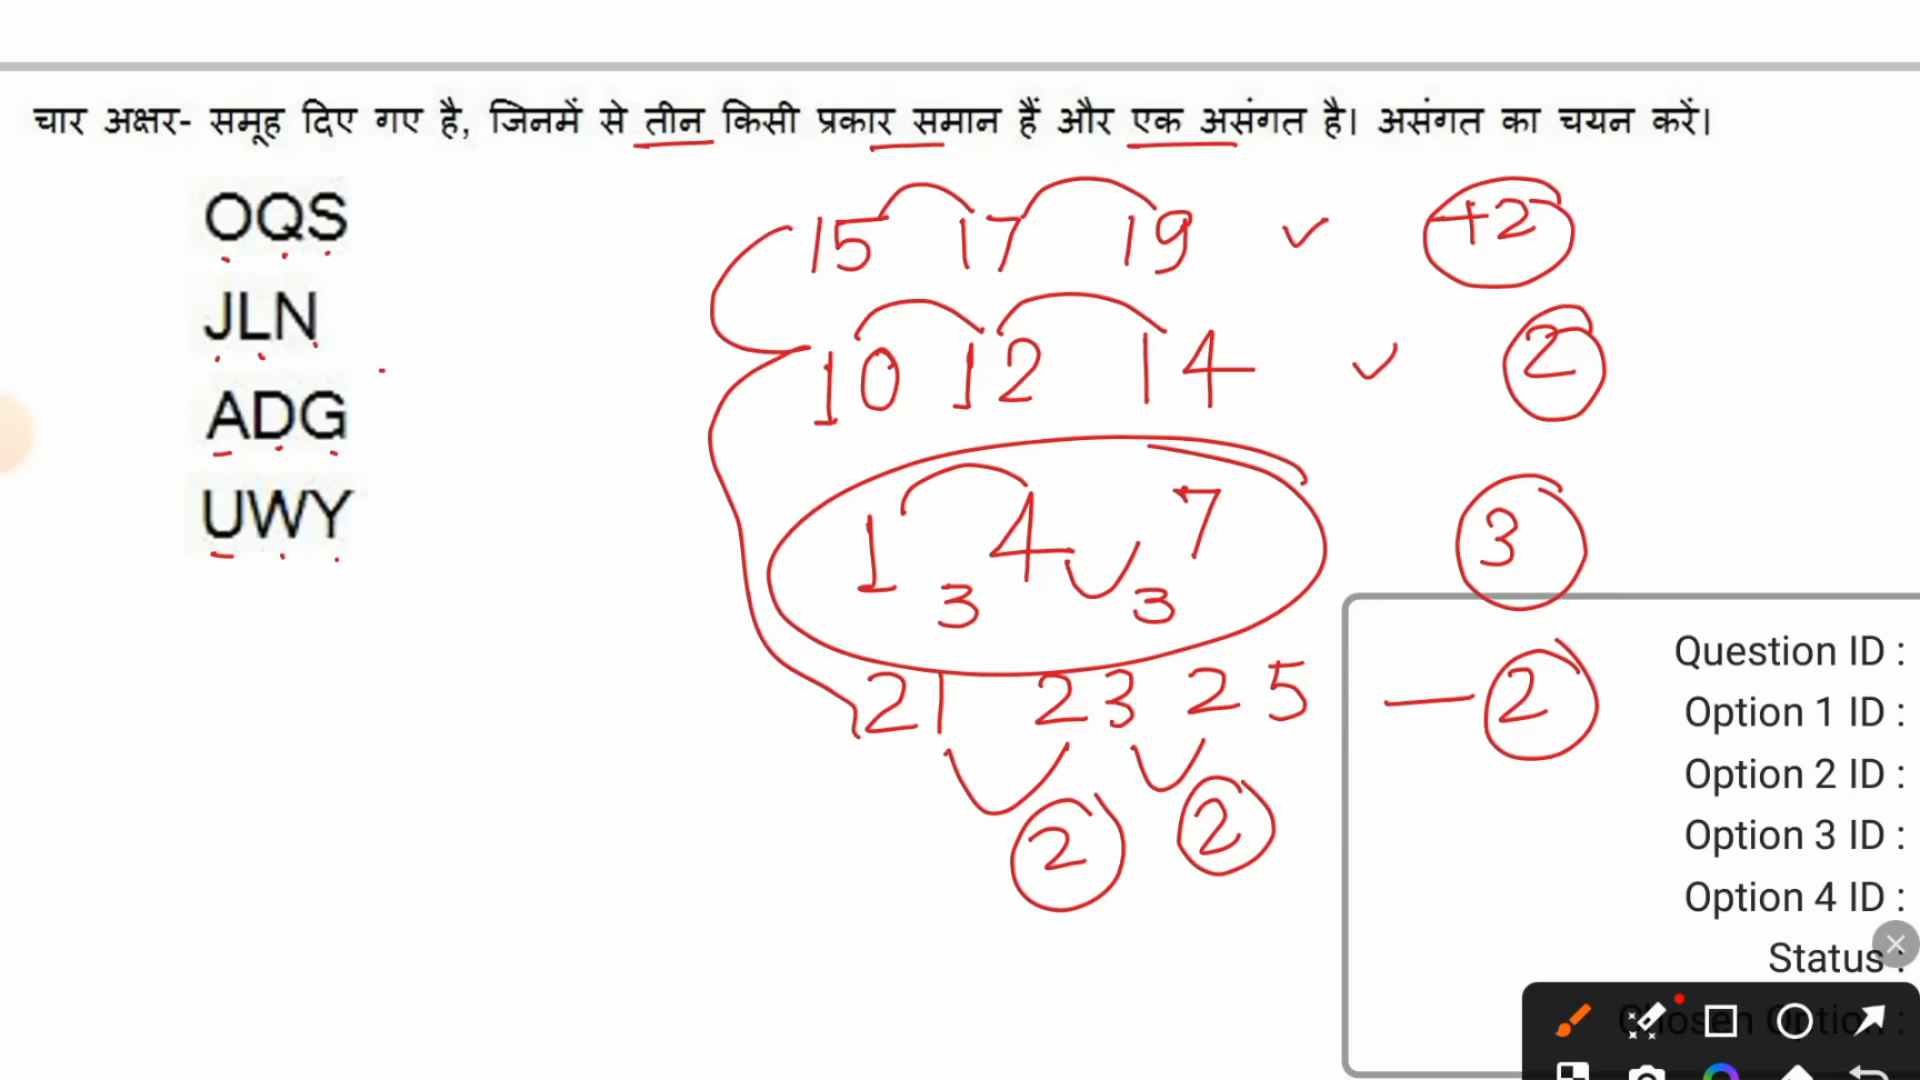 चार अक्षर- समूह दिए गए है, जिनमें से तीन किसी प्रकार समान हैं और एक असंगत है। असंगत का चयन करें।
OQS
15 17 19 +2
JLN
10 12 14 2
ADG
1 4 7 3
3 3
UWY
21 23 25 — 2
2 2
Question ID :
Option 1 ID :
Option 2 ID :
Option 3 ID :
Option 4 ID :
Status :
Chosen Option :